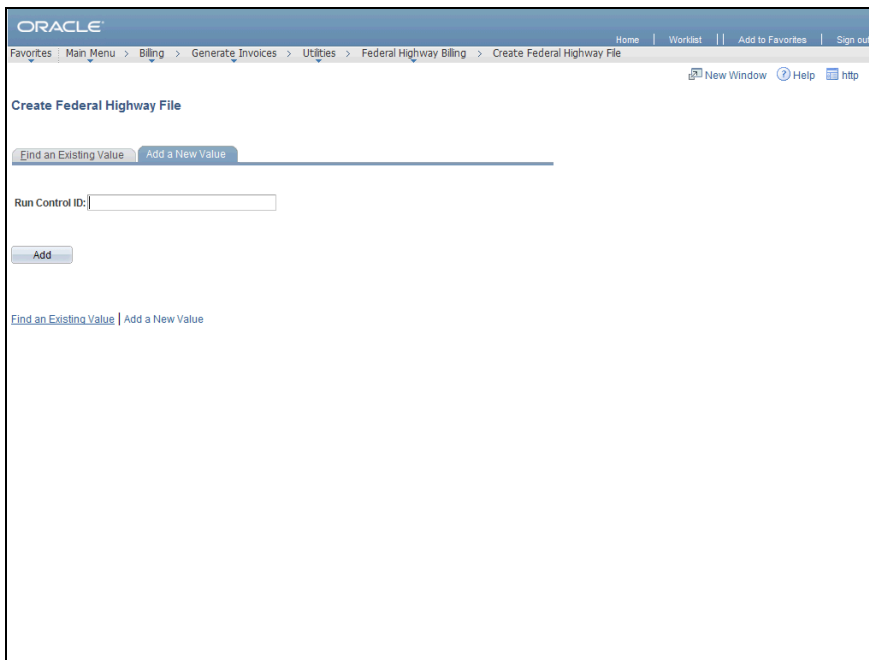 ORACLE
Home | Worklist || Add to Favorites | Sign out
Favorites | Main Menu > Billing > Generate Invoices > Utilities > Federal Highway Billing > Create Federal Highway File
New Window Help http
Create Federal Highway File
Find an Existing Value Add a New Value
Run Control ID:
Add
Find an Existing Value | Add a New Value